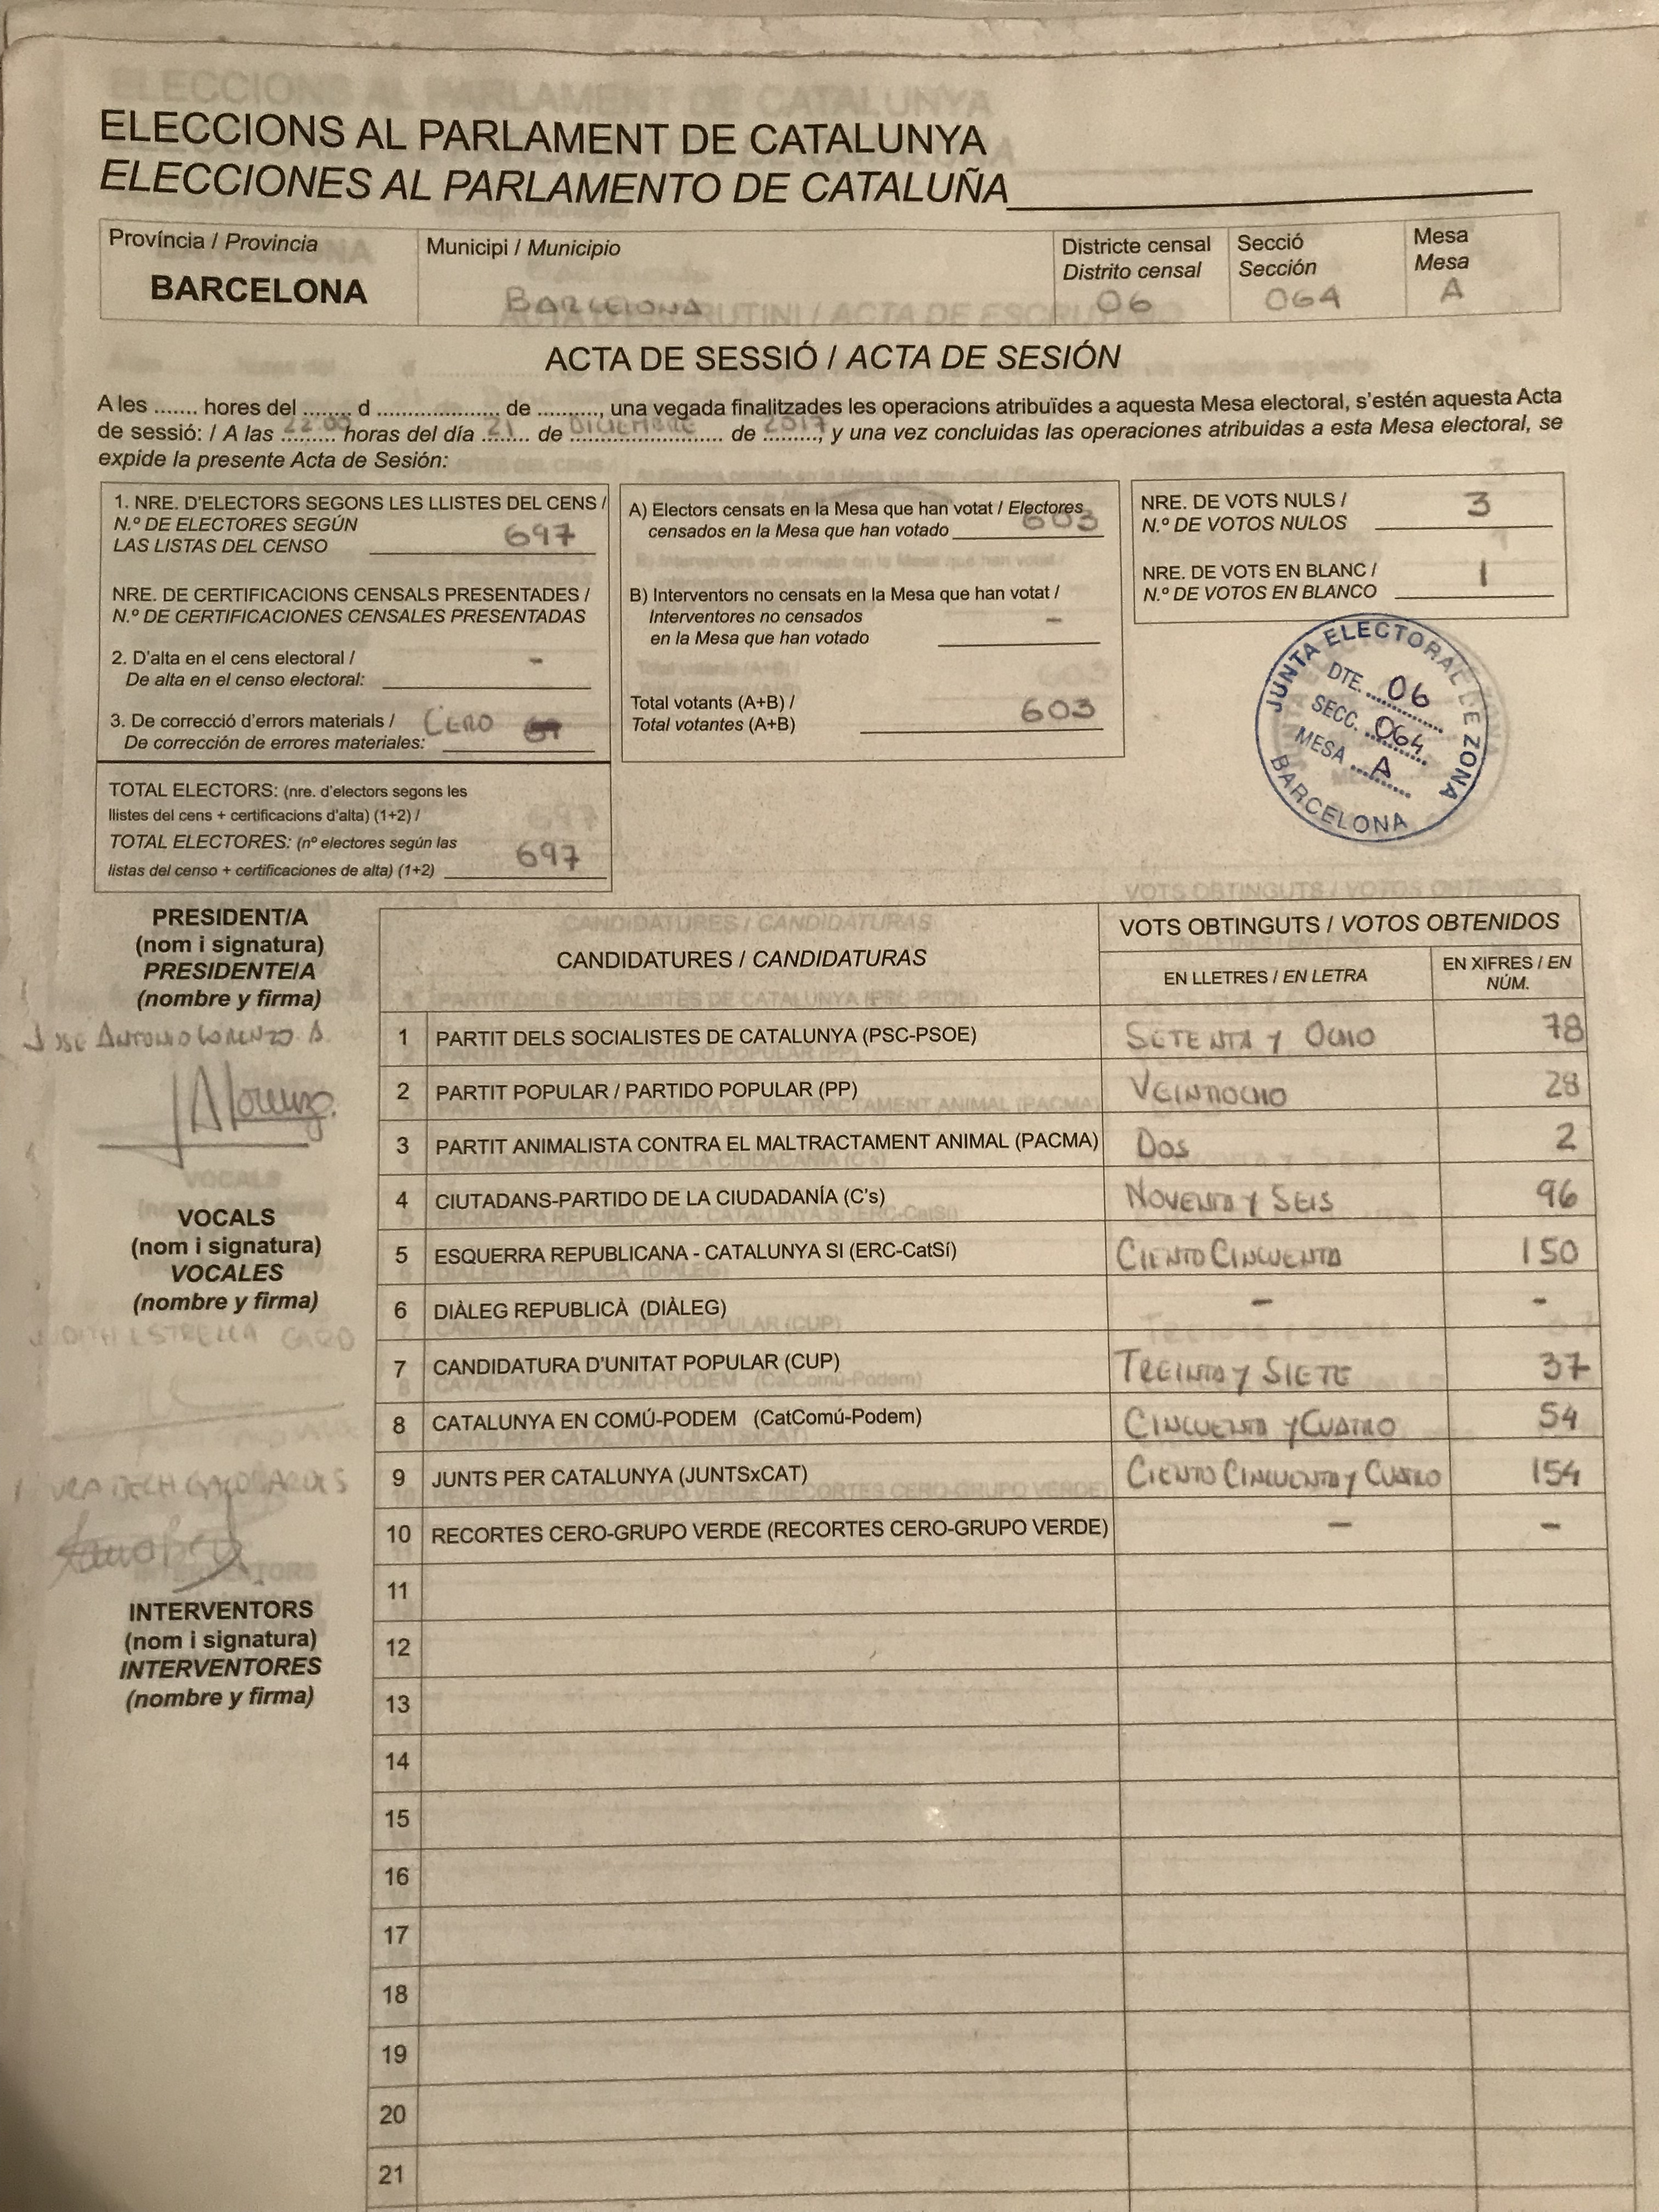 ELECCIONS AL PARLAMENT DE CATALUNYA
ELECCIONES AL PARLAMENTO DE CATALUÑA
Província / Provincia
BARCELONA
Municipi / Municipio
BARCELONA
Districte censal
Distrito censal
06
Secció
Sección
064
Mesa
Mesa
A
ACTA DE SESSIÓ / ACTA DE SESIÓN
A les ....... hores del ........ d ..................... de ..........., una vegada finalitzades les operacions atribuïdes a aquesta Mesa electoral, s'estén aquesta Acta
de sessió: / A las 22:00 horas del día 21 de DICIEMBRE de 2017, y una vez concluidas las operaciones atribuidas a esta Mesa electoral, se
expide la presente Acta de Sesión:
1. NRE. D'ELECTORS SEGONS LES LLISTES DEL CENS /
N.º DE ELECTORES SEGÚN
LAS LISTAS DEL CENSO 697
NRE. DE CERTIFICACIONS CENSALS PRESENTADES /
N.º DE CERTIFICACIONES CENSALES PRESENTADAS
2. D'alta en el cens electoral /
De alta en el censo electoral: -
3. De correcció d'errors materials /
De corrección de errores materiales: CERO
TOTAL ELECTORS: (nre. d'electors segons les
llistes del cens + certificacions d'alta) (1+2) /
TOTAL ELECTORES: (nº electores según las
listas del censo + certificaciones de alta) (1+2) 697
A) Electors censats en la Mesa que han votat / Electores
censados en la Mesa que han votado 603
B) Interventors no censats en la Mesa que han votat /
Interventores no censados
en la Mesa que han votado -
Total votants (A+B) /
Total votantes (A+B) 603
NRE. DE VOTS NULS /
N.º DE VOTOS NULOS 3
NRE. DE VOTS EN BLANC /
N.º DE VOTOS EN BLANCO 1
JUNTA ELECTORAL DE ZONA
DTE. 06
SECC. 064
MESA A
BARCELONA
PRESIDENT/A
(nom i signatura)
PRESIDENTE/A
(nombre y firma)
JOSE ANTONIO LORENZO A.
JALorenzo
VOCALS
(nom i signatura)
VOCALES
(nombre y firma)
ESTRELLA CARO
INTERVENTORS
(nom i signatura)
INTERVENTORES
(nombre y firma)
CANDIDATURES / CANDIDATURAS
VOTS OBTINGUTS / VOTOS OBTENIDOS
EN LLETRES / EN LETRA
EN XIFRES / EN
NÚM.
1 PARTIT DELS SOCIALISTES DE CATALUNYA (PSC-PSOE) SETENTA Y OCHO 78
2 PARTIT POPULAR / PARTIDO POPULAR (PP) VEINTIOCHO 28
3 PARTIT ANIMALISTA CONTRA EL MALTRACTAMENT ANIMAL (PACMA) DOS 2
4 CIUTADANS-PARTIDO DE LA CIUDADANÍA (C's) NOVENTA Y SEIS 96
5 ESQUERRA REPUBLICANA - CATALUNYA SI (ERC-CatSí) CIENTO CINCUENTA 150
6 DIÀLEG REPUBLICÀ (DIÀLEG) - -
7 CANDIDATURA D'UNITAT POPULAR (CUP) TREINTA Y SIETE 37
8 CATALUNYA EN COMÚ-PODEM (CatComú-Podem) CINCUENTA Y CUATRO 54
9 JUNTS PER CATALUNYA (JUNTSxCAT) CIENTO CINCUENTA Y CUATRO 154
10 RECORTES CERO-GRUPO VERDE (RECORTES CERO-GRUPO VERDE) - -
11
12
13
14
15
16
17
18
19
20
21